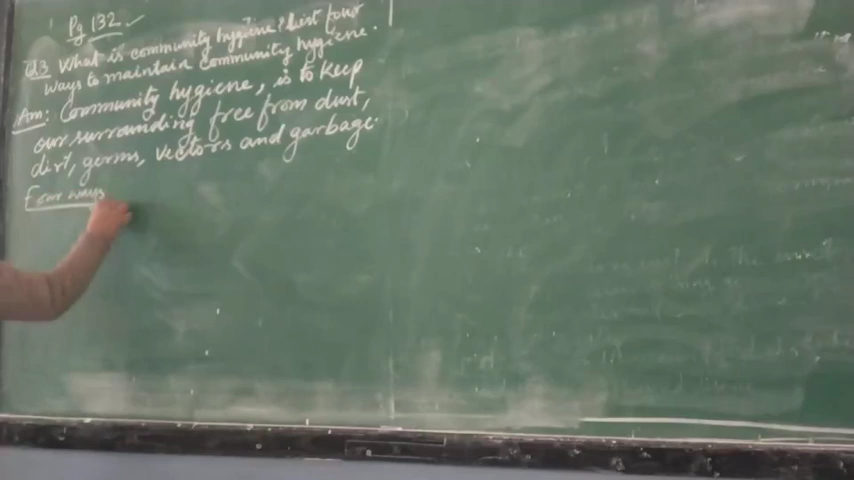 Pg 132
Q3 What is community hygiene? List four
ways to maintain community hygiene.
Ans: Community hygiene, is to keep
our surrounding free from dust,
dirt, germs, vectors and garbage.
Four ways